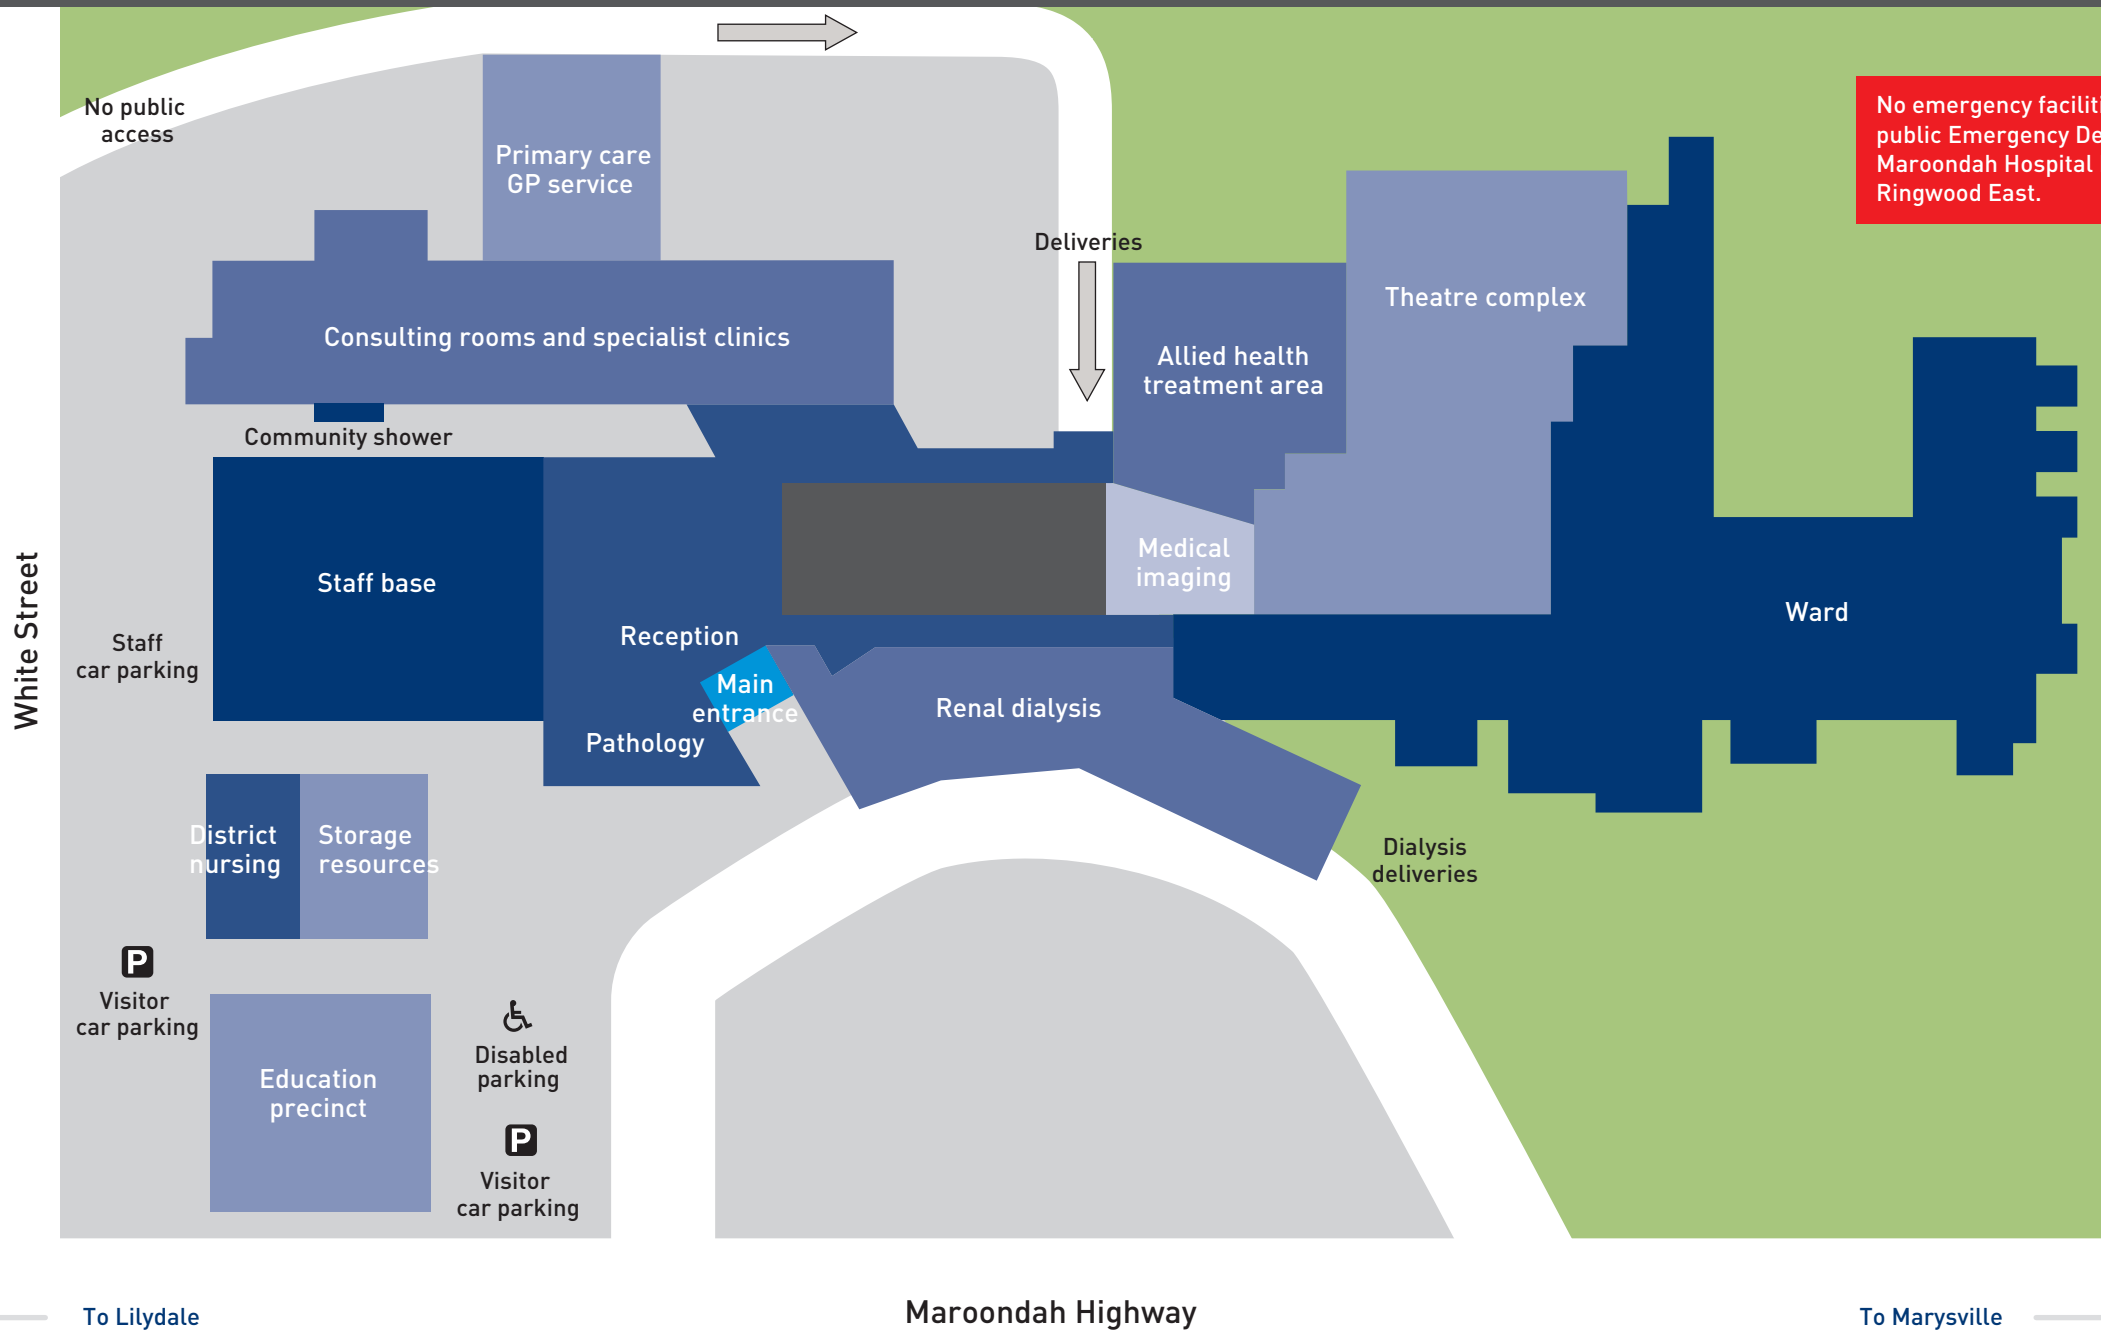 No public
access
Primary care
GP service
No emergency
public Emergency
Maroondah Hospital
Ringwood East.
Deliveries
Theatre complex
Consulting rooms and specialist clinics
Allied health
treatment area
Community shower
White Street
Staff base
Medical
imaging
Ward
Staff
car parking
Reception
Main
entrance
Renal dialysis
Pathology
District
nursing
Storage
resources
Dialysis
deliveries
P
Visitor
car parking
Disabled
parking
Education
precinct
P
Visitor
car parking
To Lilydale
Maroondah Highway
To Marysville